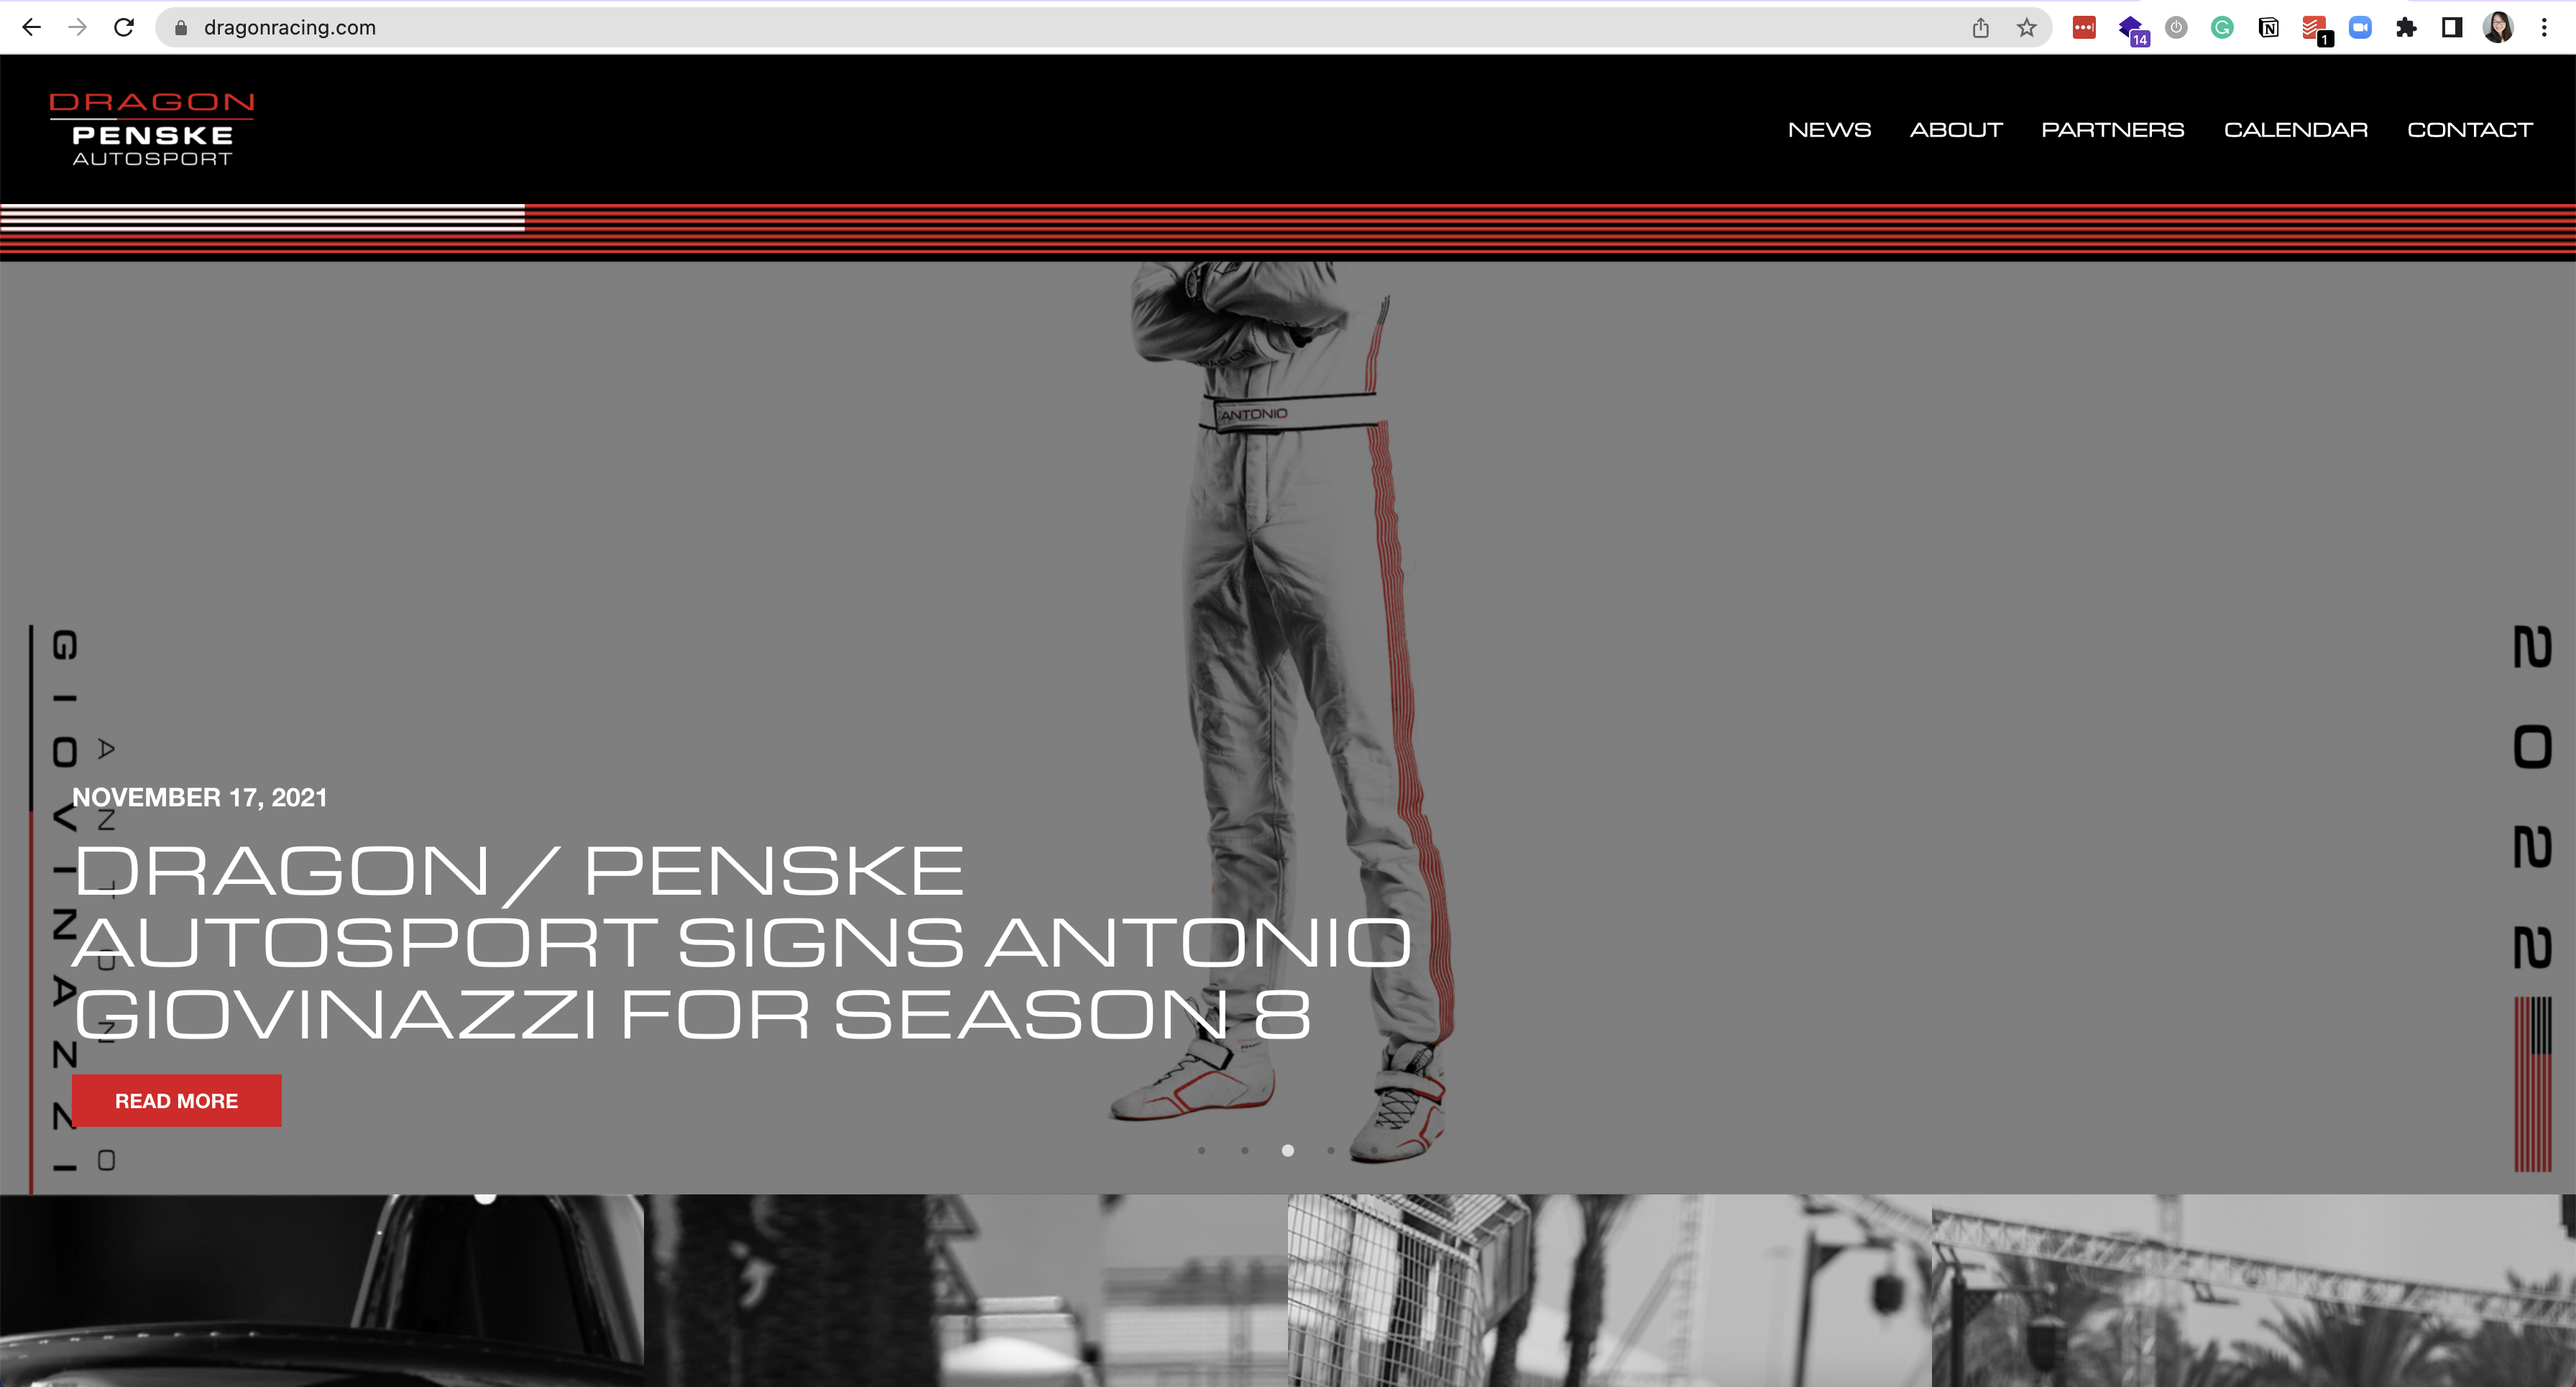 dragonracing.com
14
1
DRAGON
PENSKE
AUTOSPORT
NEWS
ABOUT
PARTNERS
CALENDAR
CONTACT
ANTONIO
GIOVINAZZI
ANTONIO
2022
NOVEMBER 17, 2021
DRAGON / PENSKE
AUTOSPORT SIGNS ANTONIO
GIOVINAZZI FOR SEASON 8
READ MORE